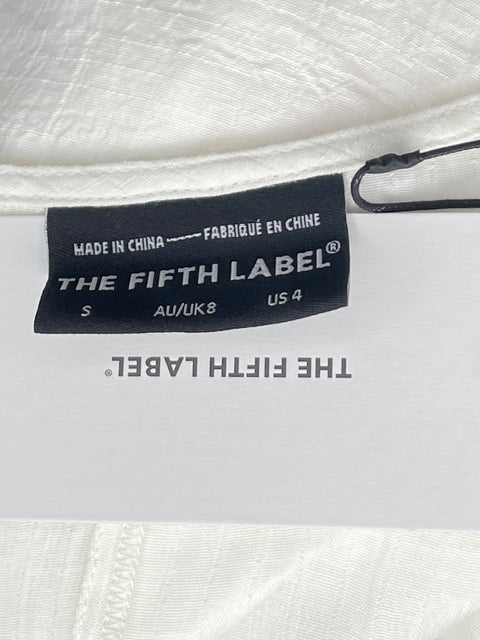 MADE IN CHINA FABRIQUÉ EN CHINE
THE FIFTH LABEL®
S AU/UK8 US 4
THE FIFTH LABEL®